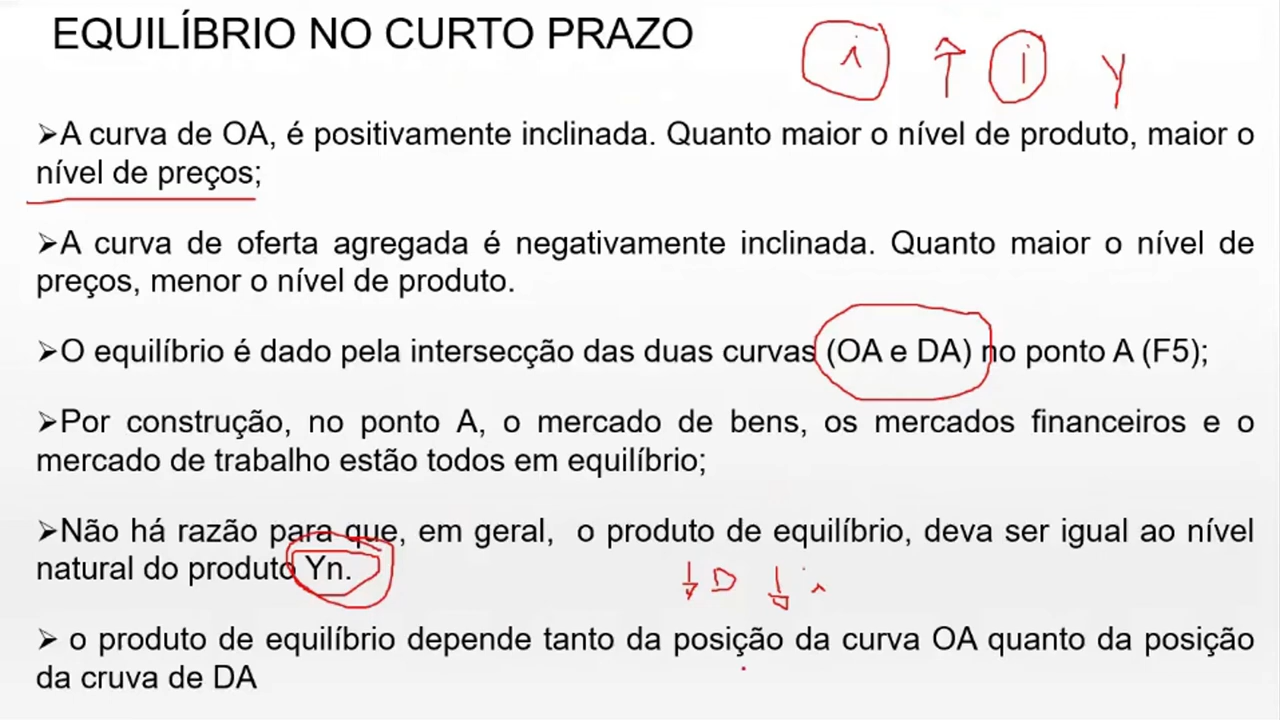 EQUILÍBRIO NO CURTO PRAZO
i ↑ i Y
➢A curva de OA, é positivamente inclinada. Quanto maior o nível de produto, maior o
nível de preços;
➢A curva de oferta agregada é negativamente inclinada. Quanto maior o nível de
preços, menor o nível de produto.
➢O equilíbrio é dado pela intersecção das duas curvas (OA e DA) no ponto A (F5);
➢Por construção, no ponto A, o mercado de bens, os mercados financeiros e o
mercado de trabalho estão todos em equilíbrio;
➢Não há razão para que, em geral, o produto de equilíbrio, deva ser igual ao nível
natural do produto Yn.
↓ D ↓
➢ o produto de equilíbrio depende tanto da posição da curva OA quanto da posição
da cruva de DA